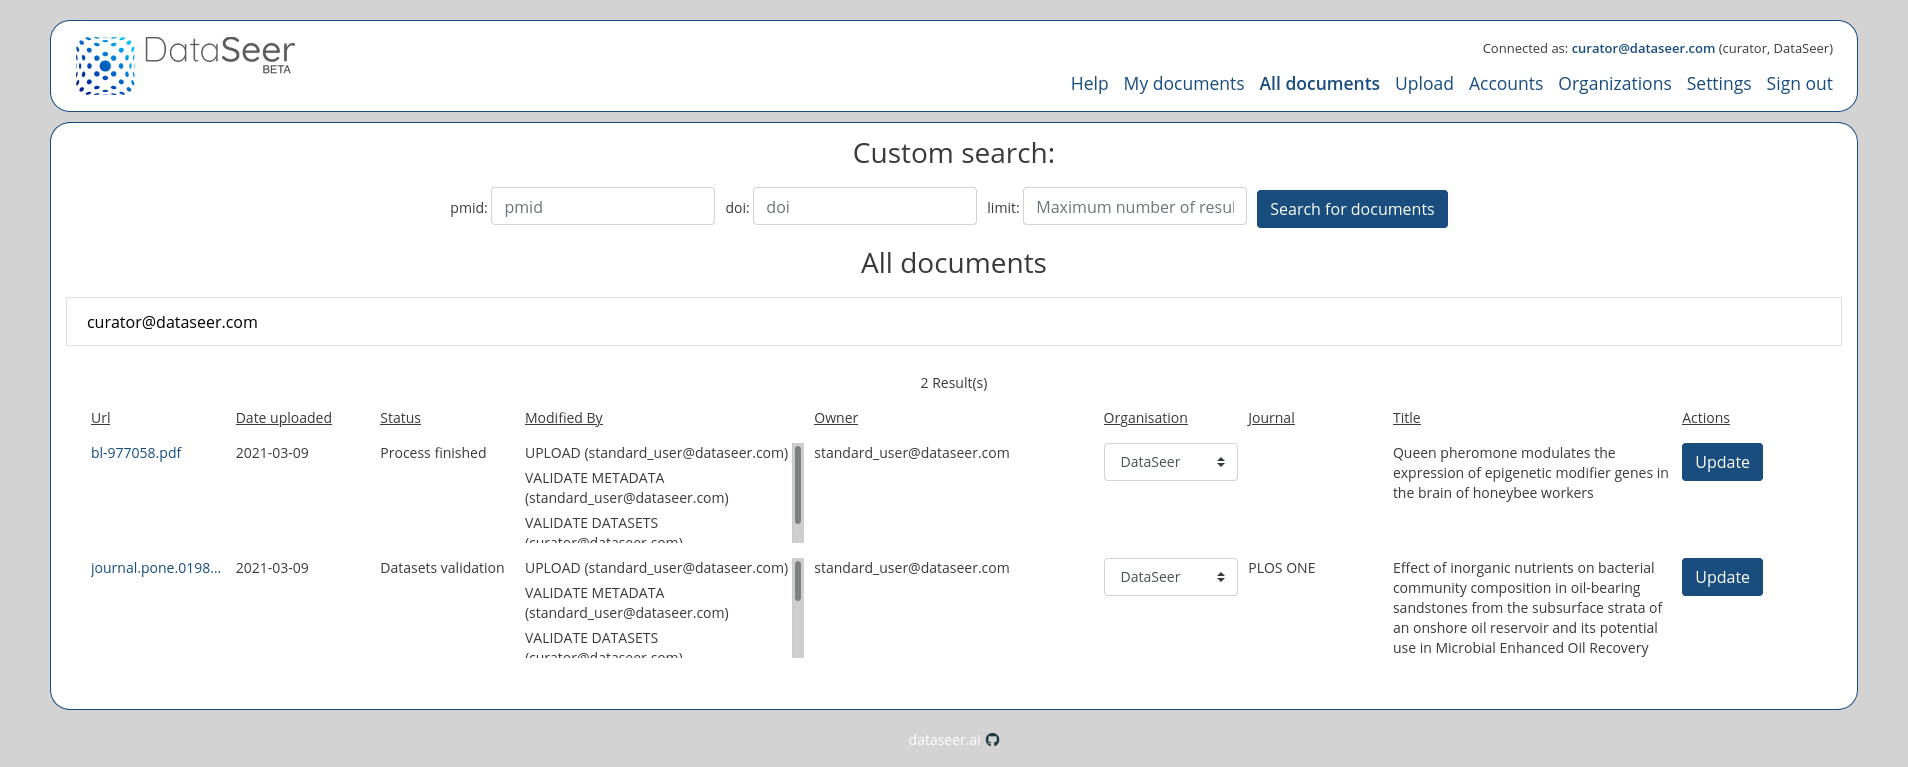 DataSeer
BETA
Connected as: curator@dataseer.com (curator, DataSeer)
Help My documents All documents Upload Accounts Organizations Settings Sign out
Custom search:
pmid: pmid doi: doi limit: Maximum number of resul Search for documents
All documents
curator@dataseer.com
2 Result(s)
Url Date uploaded Status Modified By Owner Organisation Journal Title Actions
bl-977058.pdf 2021-03-09 Process finished UPLOAD (standard_user@dataseer.com) standard_user@dataseer.com DataSeer Queen pheromone modulates the Update
VALIDATE METADATA expression of epigenetic modifier genes in
(standard_user@dataseer.com) the brain of honeybee workers
VALIDATE DATASETS
(curator@dataseer.com)
journal.pone.0198... 2021-03-09 Datasets validation UPLOAD (standard_user@dataseer.com) standard_user@dataseer.com DataSeer PLOS ONE Effect of inorganic nutrients on bacterial Update
VALIDATE METADATA community composition in oil-bearing
(standard_user@dataseer.com) sandstones from the subsurface strata of
VALIDATE DATASETS an onshore oil reservoir and its potential
(curator@dataseer.com) use in Microbial Enhanced Oil Recovery
dataseer.ai